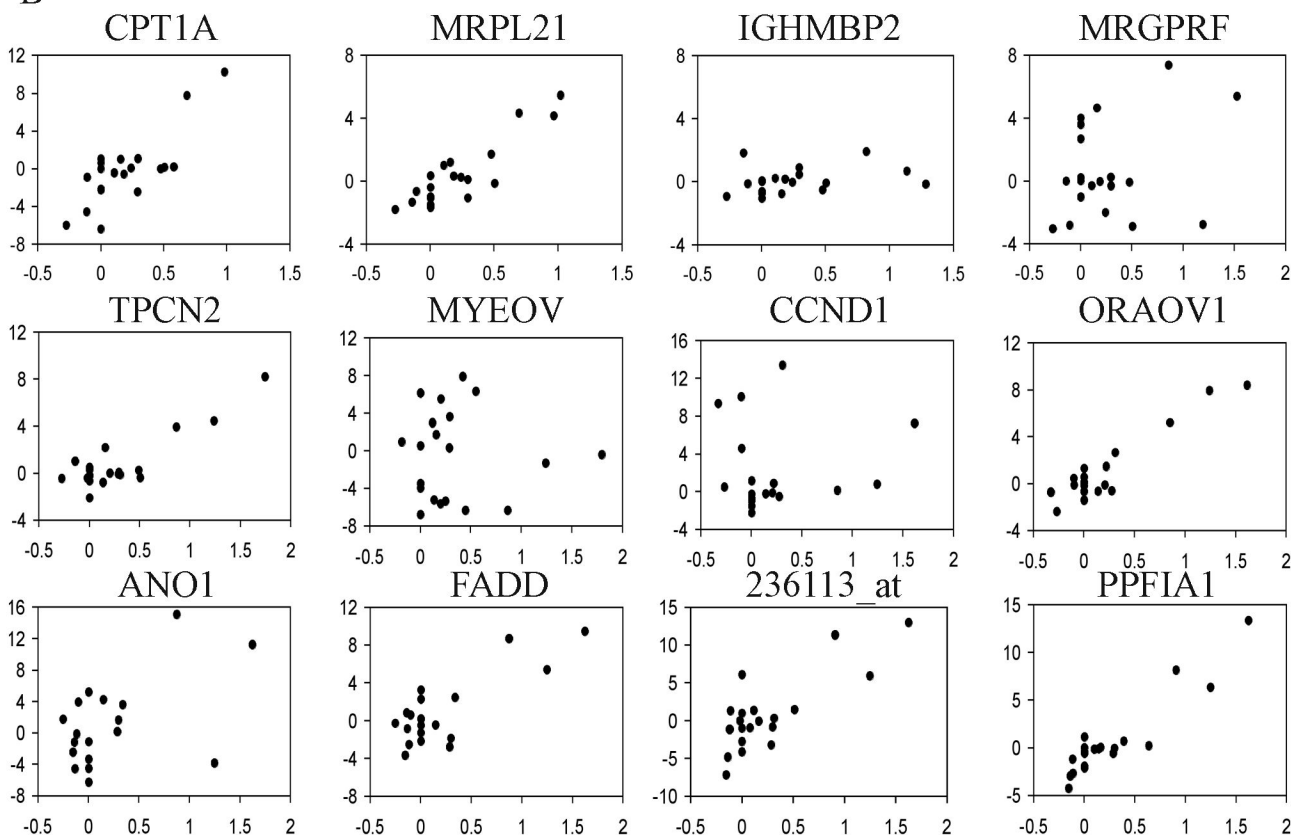 B
CPT1A MRPL21 IGHMBP2 MRGPRF
12 8 8 8
8 4 4 4
4
0 0 0 0
-4
-8 -4 -4 -4
-0.5 0 0.5 1 1.5 -0.5 0 0.5 1 1.5 -0.5 0 0.5 1 1.5 -0.5 0 0.5 1 1.5 2
TPCN2 MYEOV CCND1 ORAOV1
12 12 16 12
8 8 12 8
4 4 8 4
0 0 4 0
-4 0
-4 -8 -4 -4
-0.5 0 0.5 1 1.5 2 -0.5 0 0.5 1 1.5 2 -0.5 0 0.5 1 1.5 2 -0.5 0 0.5 1 1.5 2
ANO1 FADD 236113_at PPFIA1
16 12 15 15
12 8 10 10
8 4 5 5
4 0 0 0
0 -4 -5
-4
-8 -8 -10 -5
-0.5 0 0.5 1 1.5 2 -0.5 0 0.5 1 1.5 2 -0.5 0 0.5 1 1.5 2 -0.5 0 0.5 1 1.5 2